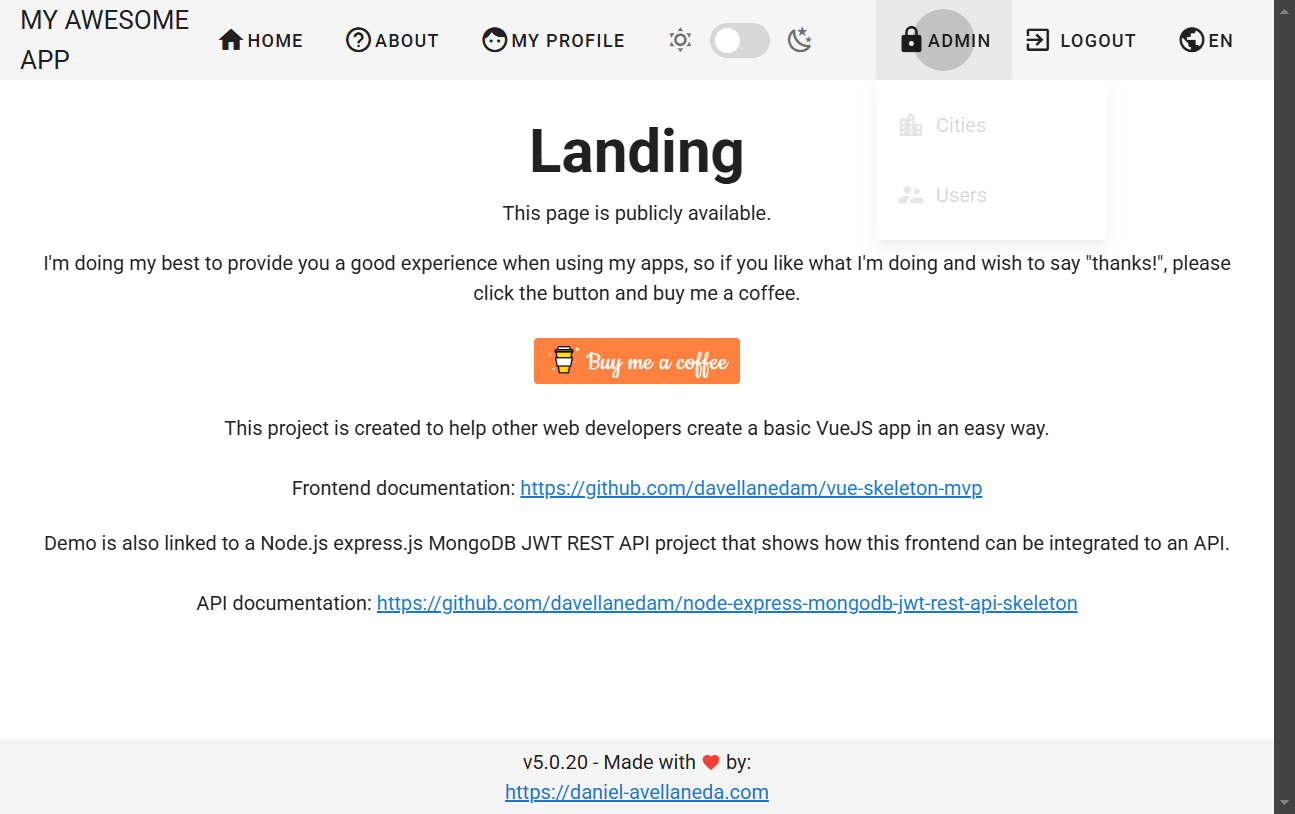 MY AWESOME
APP
HOME
ABOUT
MY PROFILE
ADMIN
LOGOUT
EN
Cities
Users
Landing
This page is publicly available.
I'm doing my best to provide you a good experience when using my apps, so if you like what I'm doing and wish to say "thanks!", please
click the button and buy me a coffee.
Buy me a coffee
This project is created to help other web developers create a basic VueJS app in an easy way.
Frontend documentation: https://github.com/davellanedam/vue-skeleton-mvp
Demo is also linked to a Node.js express.js MongoDB JWT REST API project that shows how this frontend can be integrated to an API.
API documentation: https://github.com/davellanedam/node-express-mongodb-jwt-rest-api-skeleton
v5.0.20 - Made with ❤ by:
https://daniel-avellaneda.com